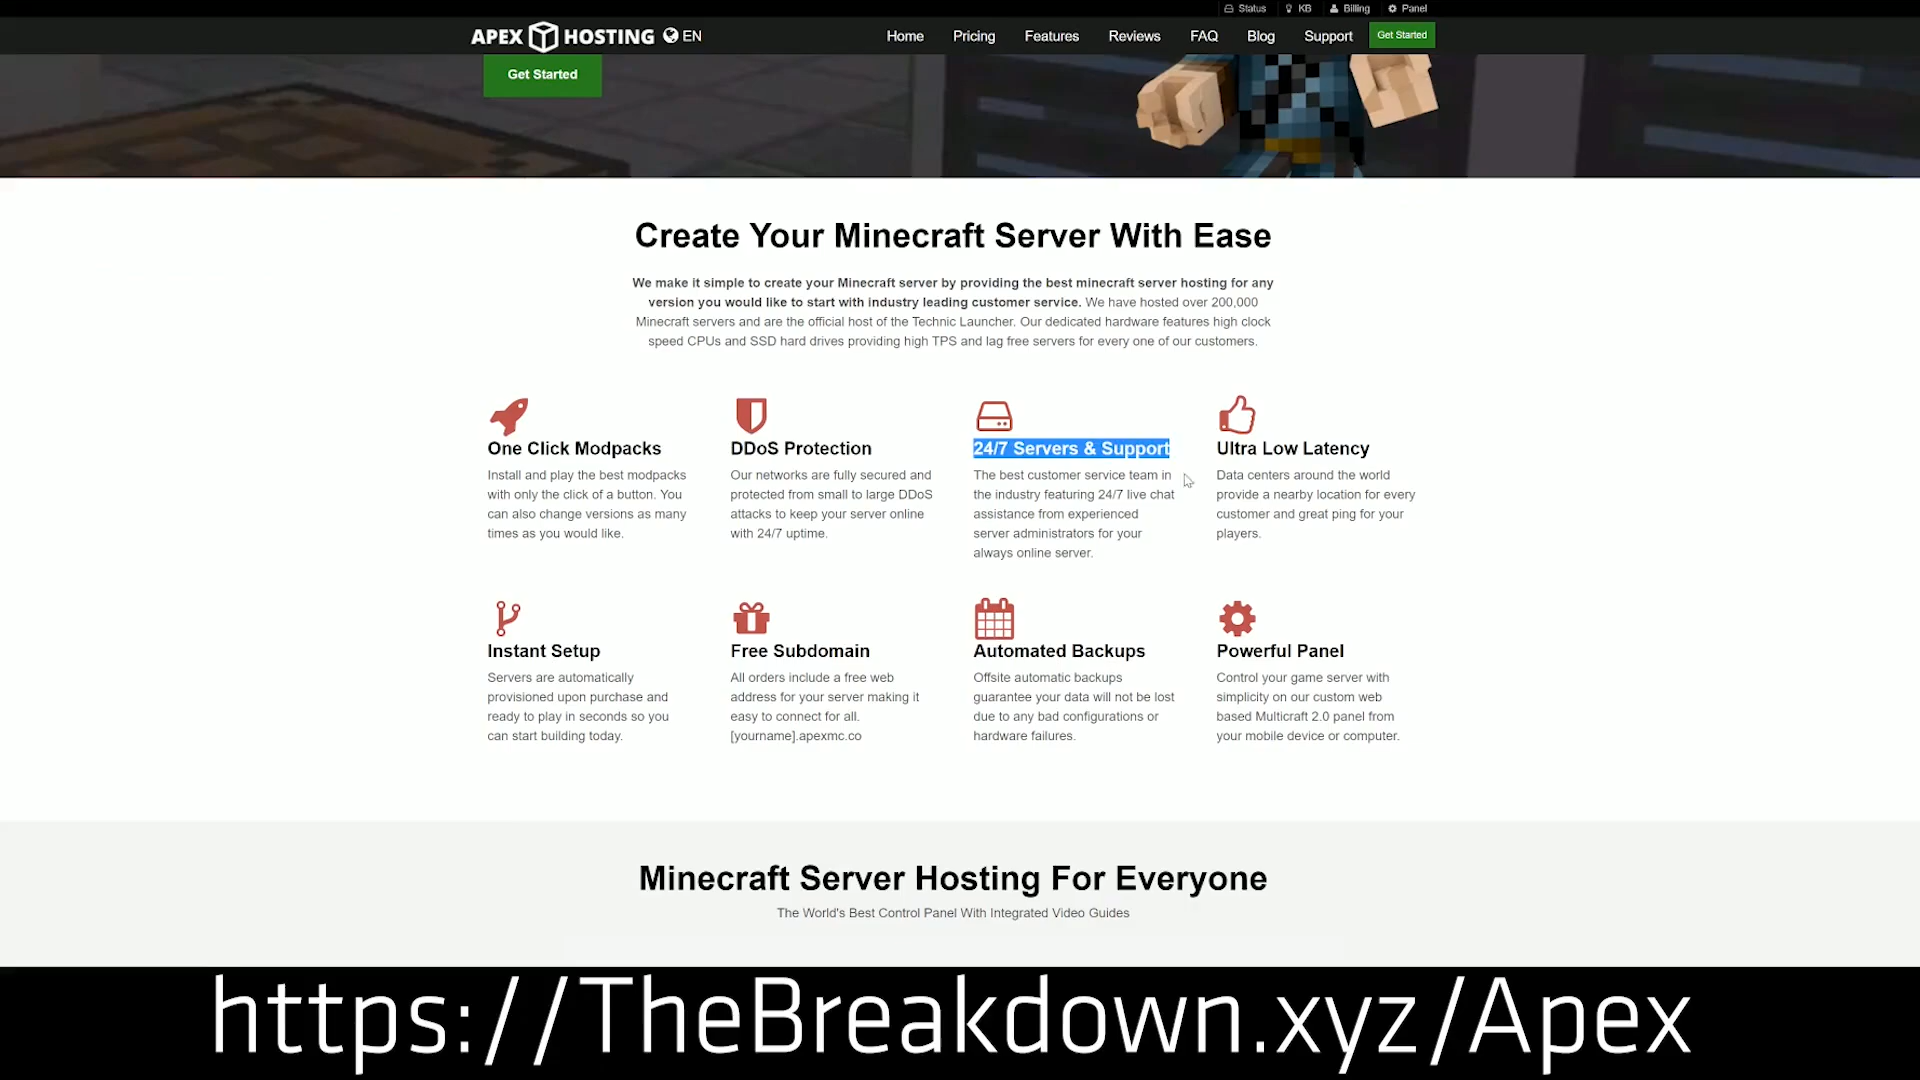 Status KB Billing Panel
APEX HOSTING EN Home Pricing Features Reviews FAQ Blog Support Get Started
Get Started
Create Your Minecraft Server With Ease
We make it simple to create your Minecraft server by providing the best minecraft server hosting for any
version you would like to start with industry leading customer service. We have hosted over 200,000
Minecraft servers and are the official host of the Technic Launcher. Our dedicated hardware features high clock
speed CPUs and SSD hard drives providing high TPS and lag free servers for every one of our customers.
One Click Modpacks
Install and play the best modpacks
with only the click of a button. You
can also change versions as many
times as you would like.
DDoS Protection
Our networks are fully secured and
protected from small to large DDoS
attacks to keep your server online
with 24/7 uptime.
24/7 Servers & Support
The best customer service team in
the industry featuring 24/7 live chat
assistance from experienced
server administrators for your
always online server.
Ultra Low Latency
Data centers around the world
provide a nearby location for every
customer and great ping for your
players.
Instant Setup
Servers are automatically
provisioned upon purchase and
ready to play in seconds so you
can start building today.
Free Subdomain
All orders include a free web
address for your server making it
easy to connect for all.
[yourname].apexmc.co
Automated Backups
Offsite automatic backups
guarantee your data will not be lost
due to any bad configurations or
hardware failures.
Powerful Panel
Control your game server with
simplicity on our custom web
based Multicraft 2.0 panel from
your mobile device or computer.
Minecraft Server Hosting For Everyone
The World's Best Control Panel With Integrated Video Guides
https://TheBreakdown.xyz/Apex